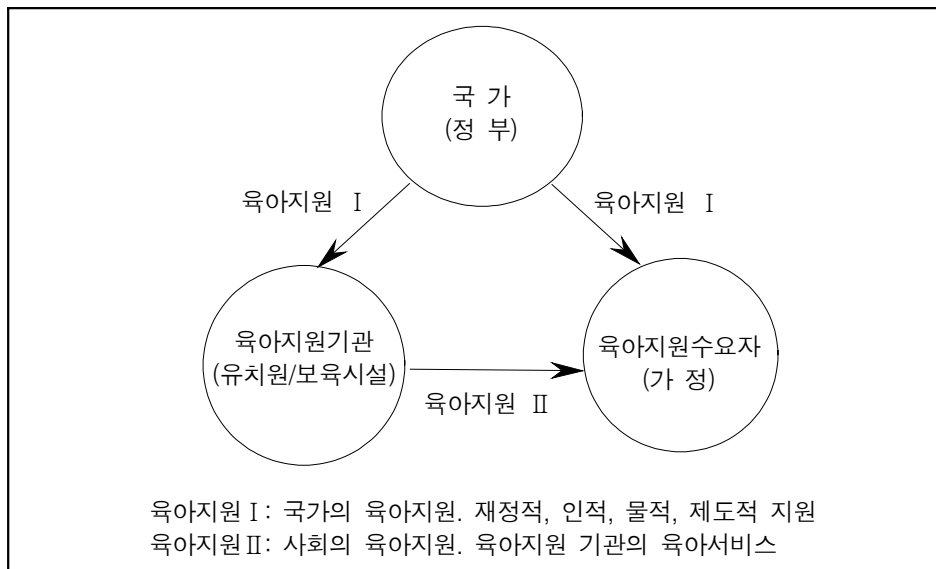 국 가
(정 부)
육아지원 Ⅰ
육아지원 Ⅰ
육아지원기관
(유치원/보육시설)
육아지원수요자
(가 정)
육아지원 Ⅱ
육아지원Ⅰ: 국가의 육아지원. 재정적, 인적, 물적, 제도적 지원
육아지원Ⅱ: 사회의 육아지원. 육아지원 기관의 육아서비스